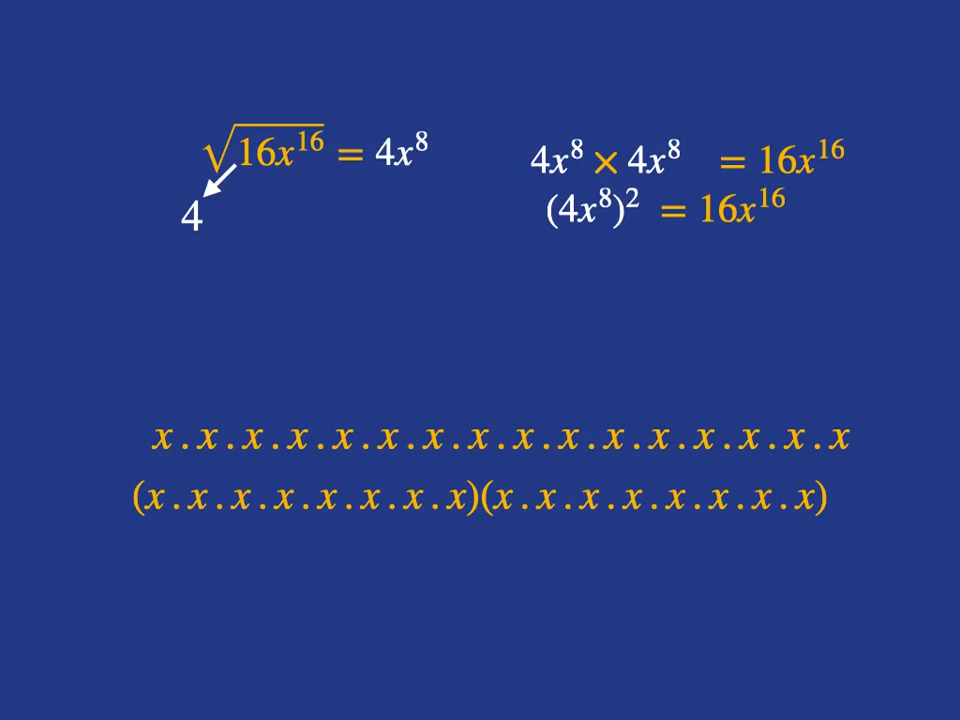 √16x¹⁶ = 4x⁸
4
4x⁸ × 4x⁸ = 16x¹⁶
(4x⁸)² = 16x¹⁶
x . x . x . x . x . x . x . x . x . x . x . x . x . x . x . x
(x . x . x . x . x . x . x . x)(x . x . x . x . x . x . x . x)